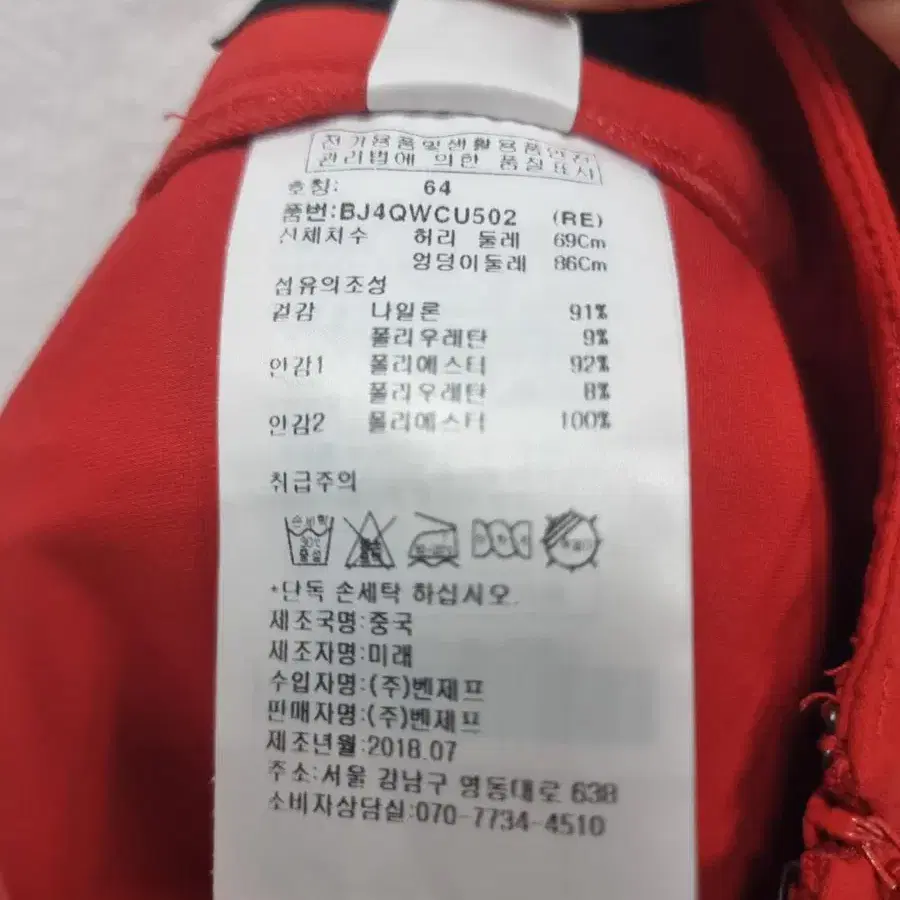 전기용품및생활용품안전
관리법에 의한 품질표시
호칭: 64
품번:BJ4QWCU502 (RE)
신체치수 허리 둘레 69Cm
엉덩이둘레 86Cm
섬유의조성
겉감 나일론 91%
폴리우레탄 9%
안감1 폴리에스터 92%
폴리우레탄 8%
안감2 폴리에스터 100%
취급주의
손세탁
30℃
중성
*단독 손세탁 하십시오.
제조국명:중국
제조자명:미래
수입자명:(주)벤제프
판매자명:(주)벤제프
제조년월:2018.07
주소:서울 강남구 영동대로 638
소비자상담실:070-7734-4510